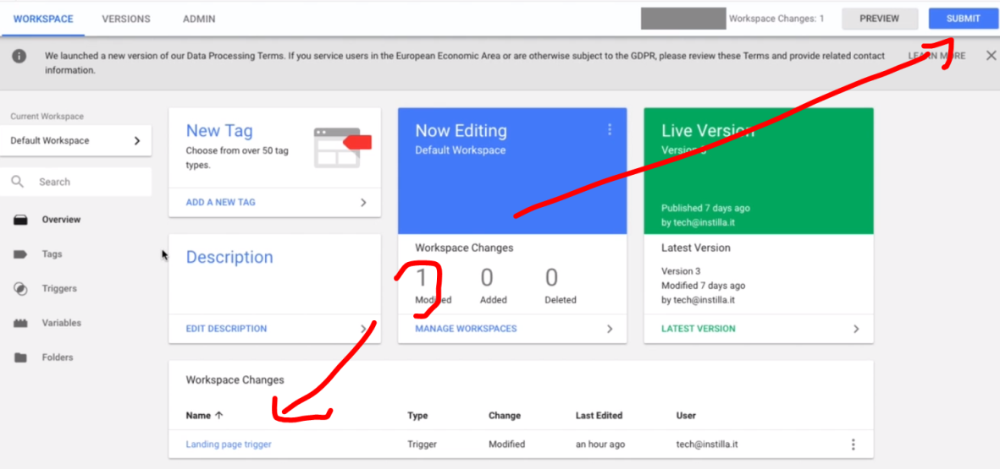 WORKSPACE VERSIONS ADMIN Workspace Changes: 1 PREVIEW SUBMIT
We launched a new version of our Data Processing Terms. If you service users in the European Economic Area or are otherwise subject to the GDPR, please review these Terms and provide related contact
information.
LEARN MORE
Current Workspace
Default Workspace
Search
Overview
Tags
Triggers
Variables
Folders
New Tag
Choose from over 50 tag
types.
ADD A NEW TAG
Description
EDIT DESCRIPTION
Now Editing
Default Workspace
Workspace Changes
1 0 0
Modified Added Deleted
MANAGE WORKSPACES
Live Version
Version 3
Published 7 days ago
by tech@instilla.it
Latest Version
Version 3
Modified 7 days ago
by tech@instilla.it
LATEST VERSION
Workspace Changes
Name Type Change Last Edited User
Landing page trigger Trigger Modified an hour ago tech@instilla.it